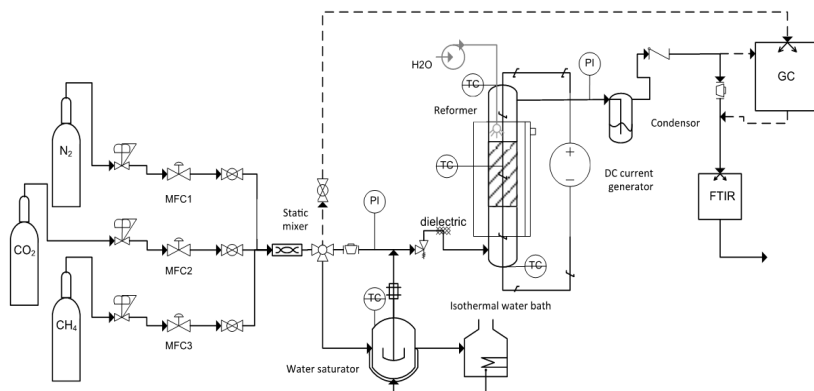 H2O
TC
PI
GC
Reformer
Condensor
N2
TC
+
-
DC current
generator
FTIR
MFC1
Static
mixer
PI
dielectric
CO2
MFC2
TC
Isothermal water bath
CH4
TC
MFC3
Water saturator